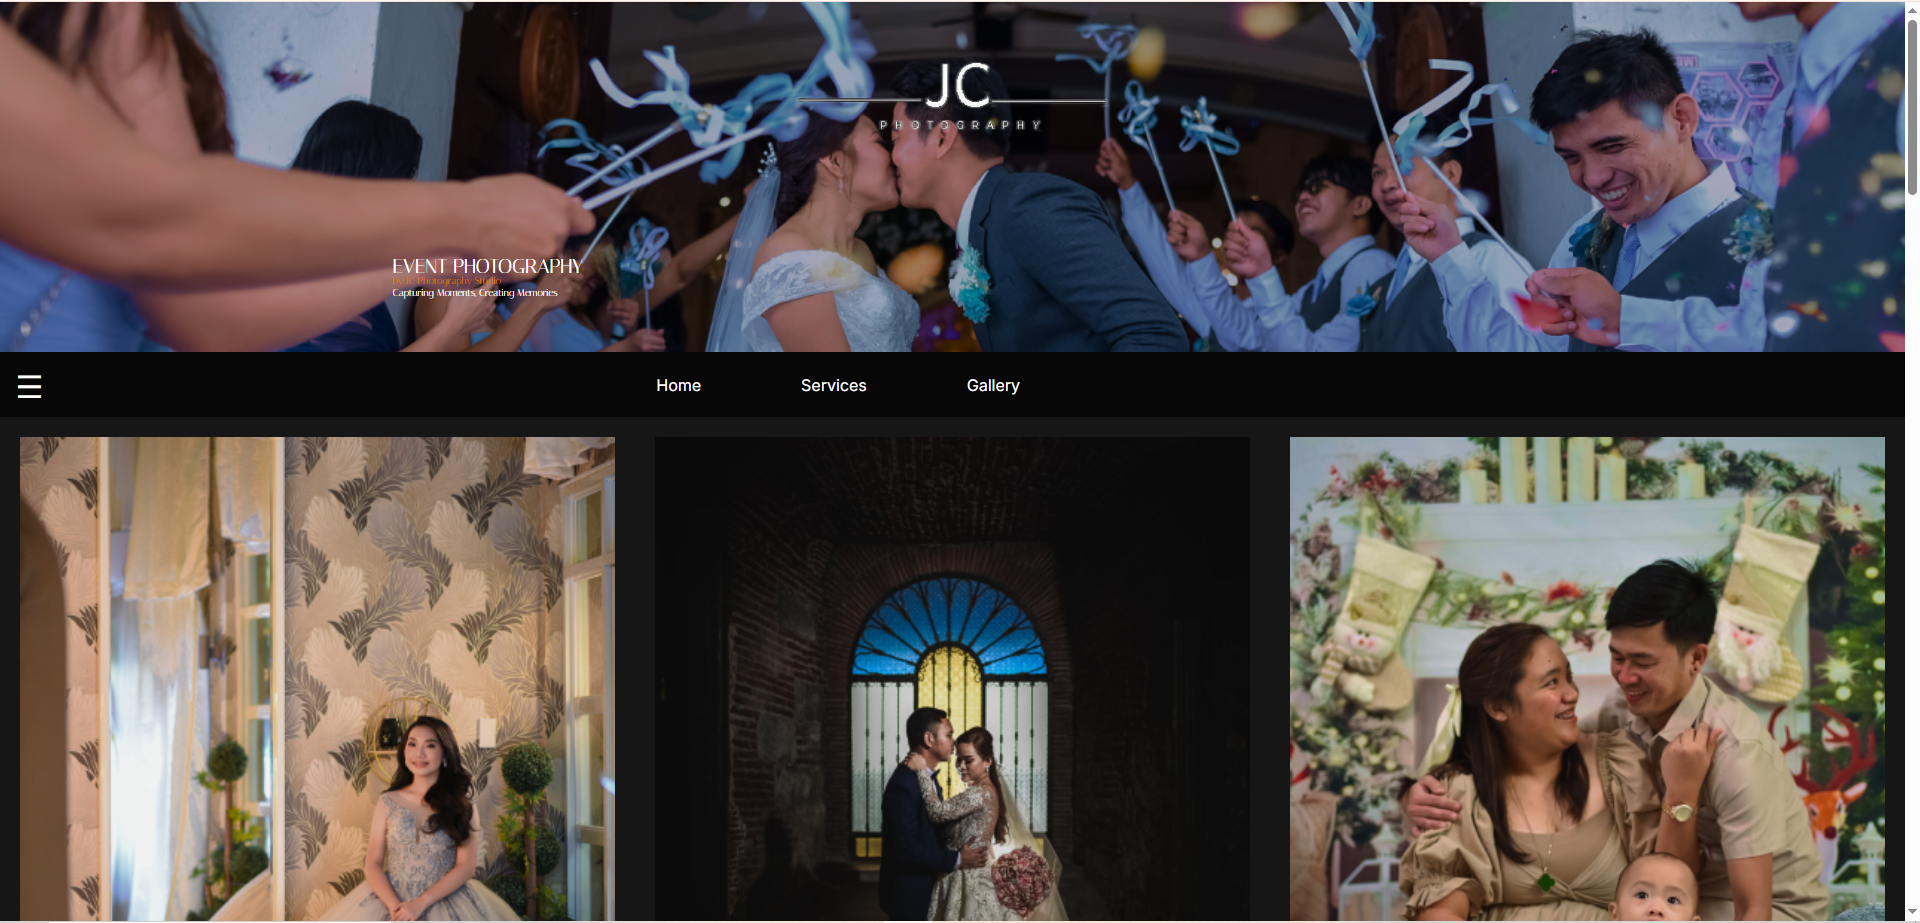 JC
PHOTOGRAPHY
EVENT PHOTOGRAPHY
by JC Photography Studio
Capturing Moments, Creating Memories
Home
Services
Gallery